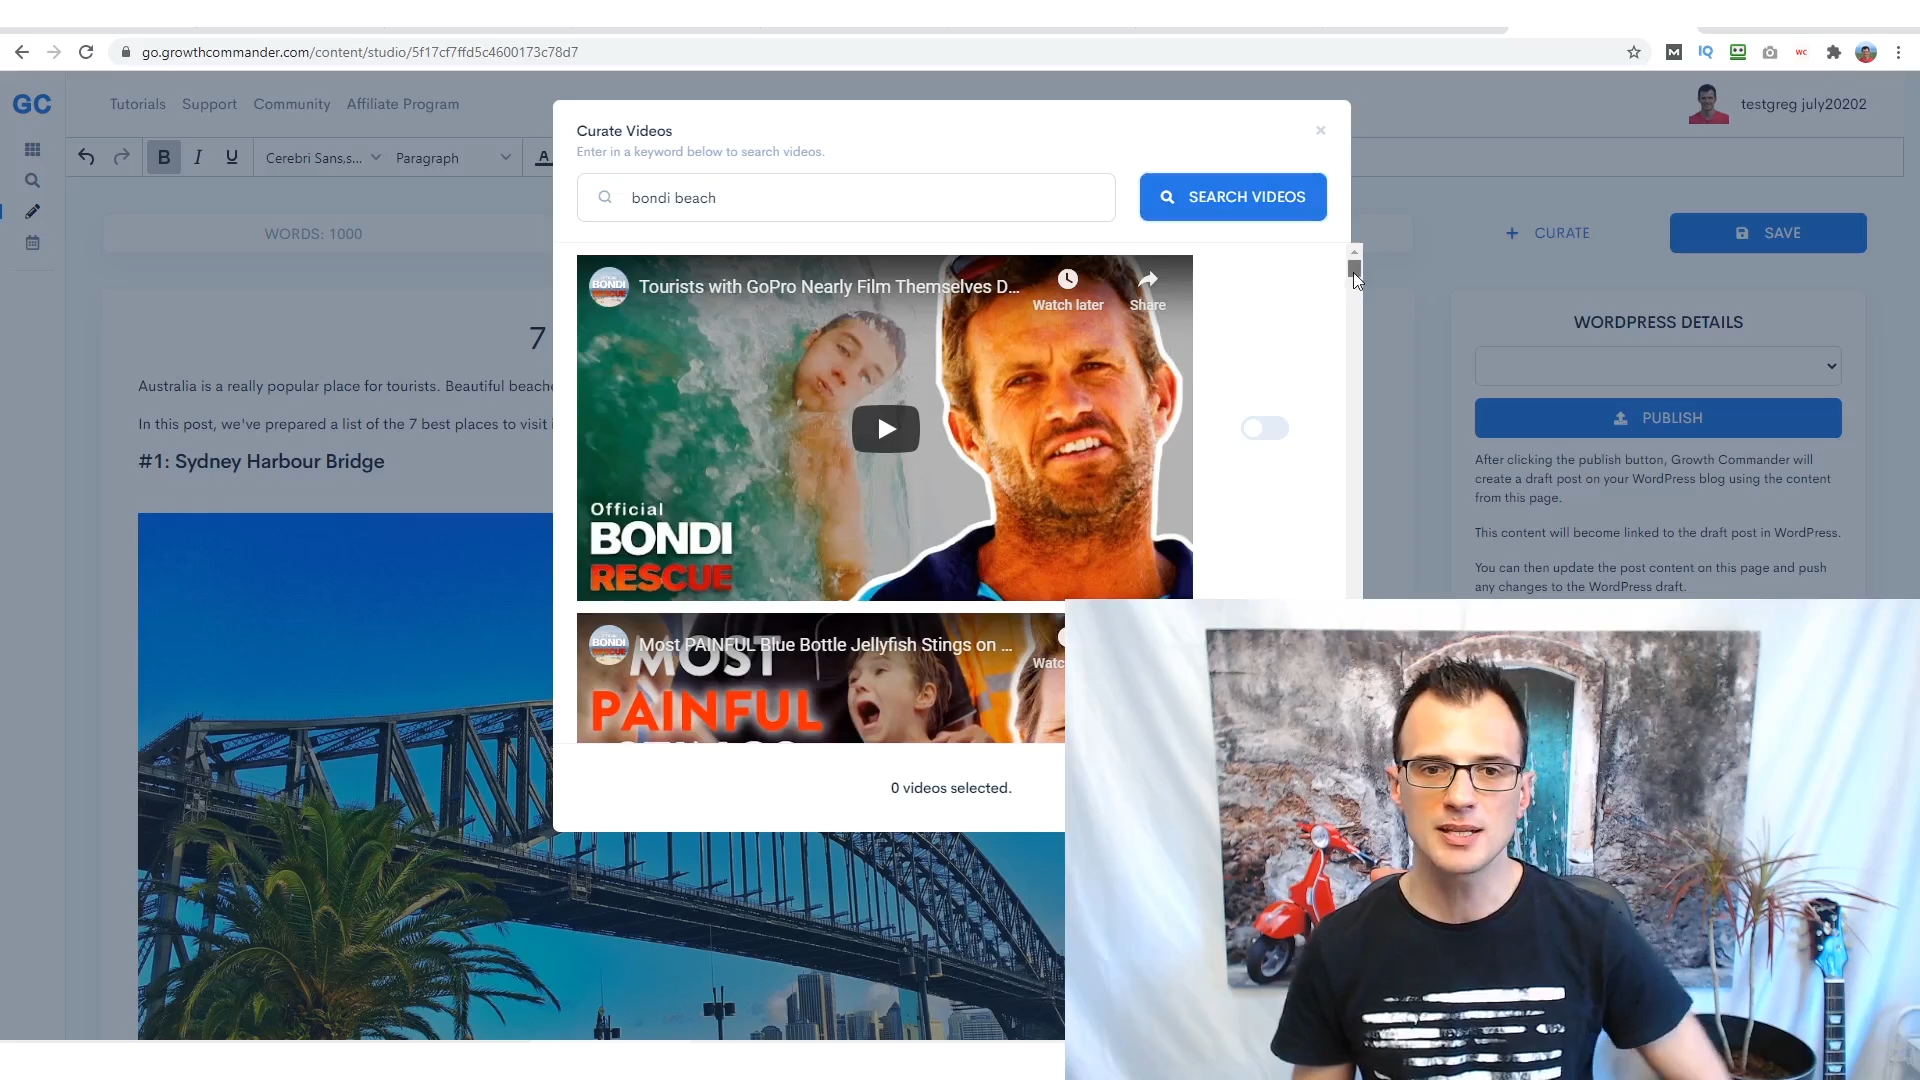 go.growthcommander.com/content/studio/5f17cf7ffd5c4600173c78d7
M
IQ
WC
GC
Tutorials Support Community Affiliate Program
testgreg july20202
B I U Cerebri Sans,s... Paragraph A
WORDS: 1000
+ CURATE
SAVE
Curate Videos
Enter in a keyword below to search videos.
bondi beach
SEARCH VIDEOS
7
Australia is a really popular place for tourists. Beautiful
In this post, we've prepared a list of the 7 best places to visit
#1: Sydney Harbour Bridge
BONDI
RESCUE
Tourists with GoPro Nearly Film Themselves D...
Watch later
Share
Official
BONDI
RESCUE
BONDI
RESCUE
Most PAINFUL Blue Bottle Jellyfish Stings on ...
Watc
MOST
PAINFUL
0 videos selected.
WORDPRESS DETAILS
PUBLISH
After clicking the publish button, Growth Commander will
create a draft post on your WordPress blog using the content
from this page.
This content will become linked to the draft post in WordPress.
You can then update the post content on this page and push
any changes to the WordPress draft.